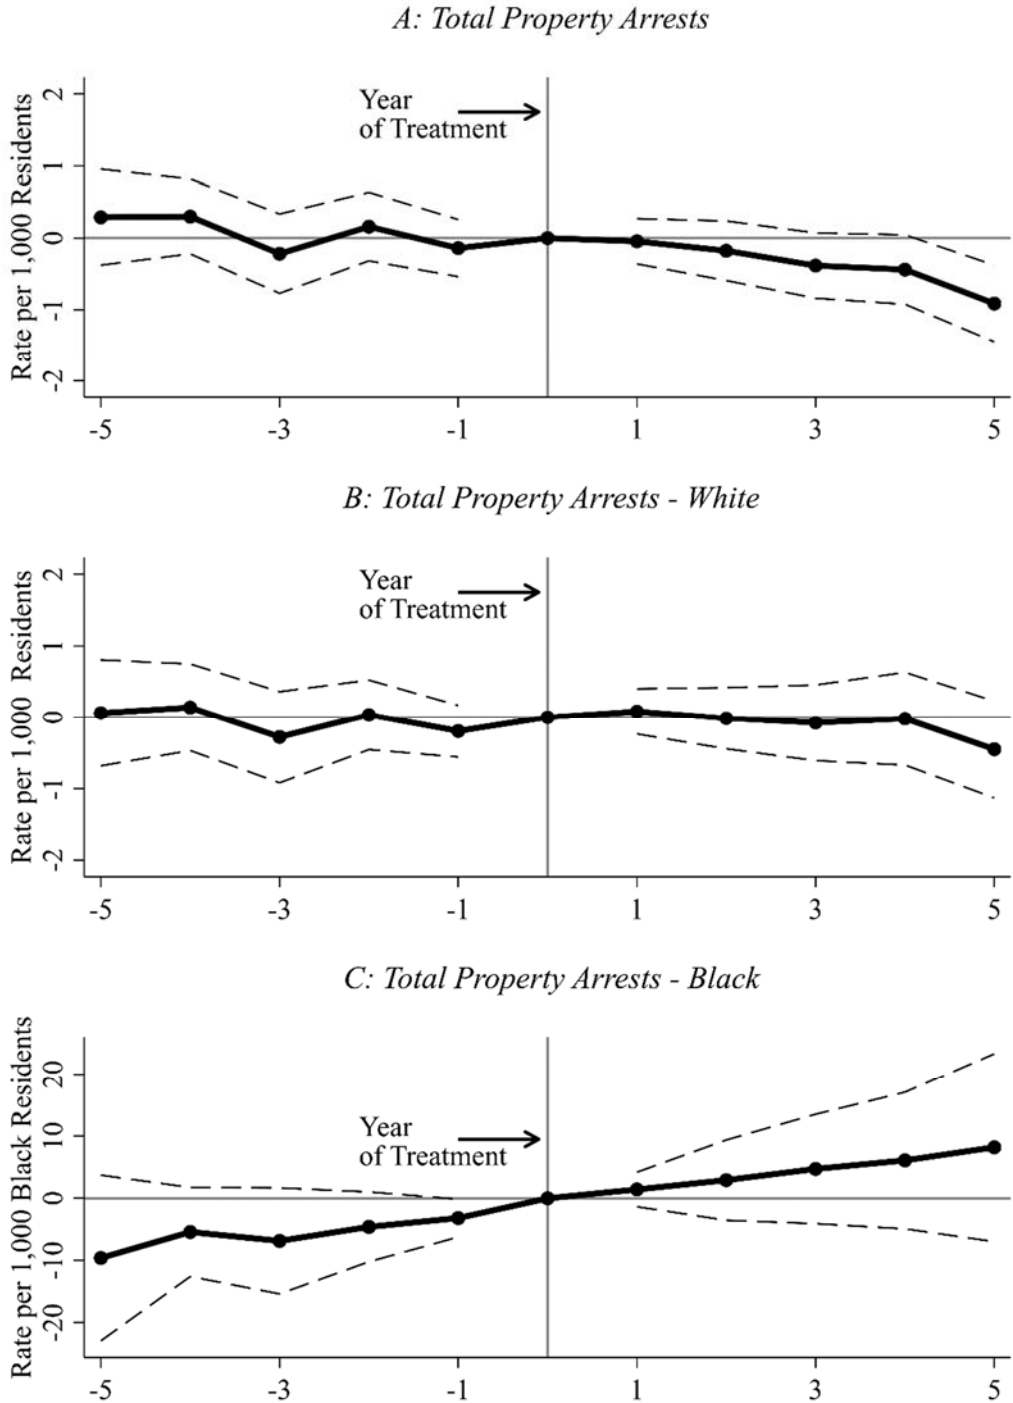 A: Total Property Arrests
Rate per 1,000 Residents
2
1
0
-1
-2
Year
of Treatment
-5
-3
-1
1
3
5
B: Total Property Arrests - White
Rate per 1,000 Residents
2
1
0
-1
-2
Year
of Treatment
-5
-3
-1
1
3
5
C: Total Property Arrests - Black
Rate per 1,000 Black Residents
20
10
0
-10
-20
Year
of Treatment
-5
-3
-1
1
3
5